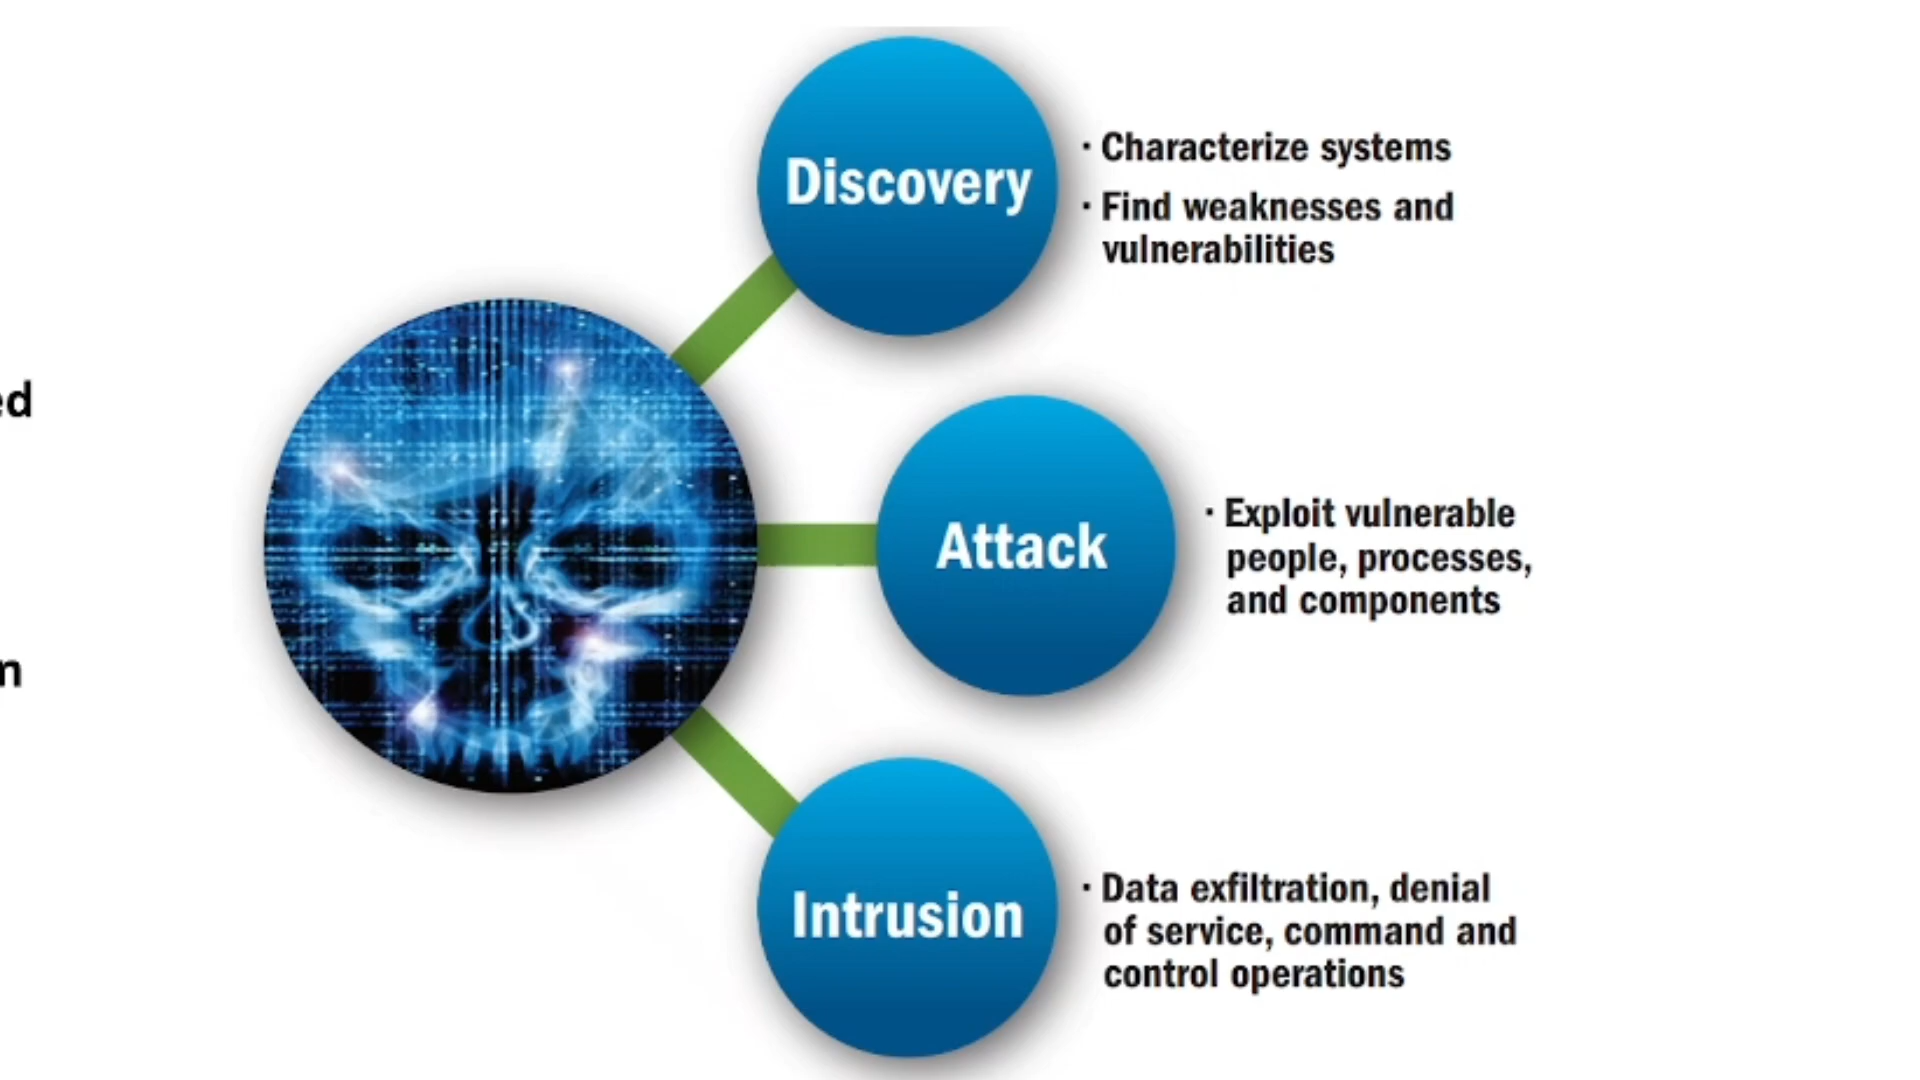 Discovery
· Characterize systems
· Find weaknesses and
vulnerabilities
ed
Attack
· Exploit vulnerable
people, processes,
and components
n
Intrusion
· Data exfiltration, denial
of service, command and
control operations